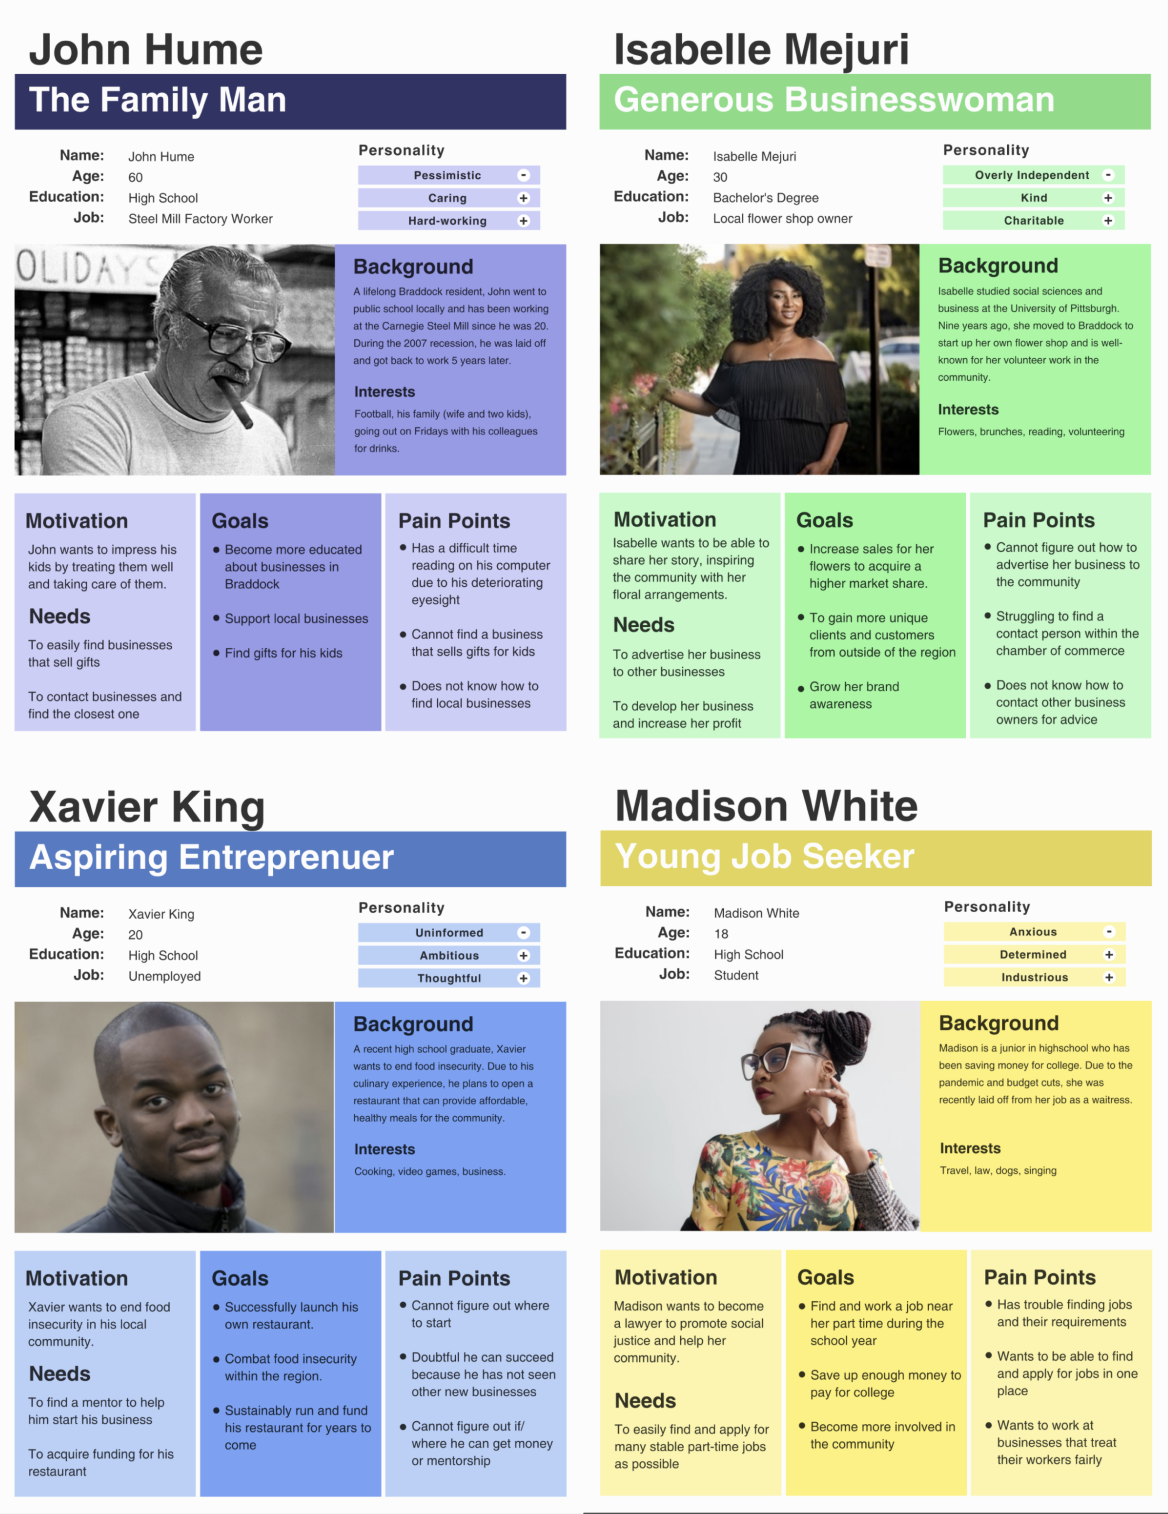 John Hume
The Family Man
Name: John Hume
Age: 60
Education: High School
Job: Steel Mill Factory Worker
Personality
Pessimistic -
Caring +
Hard-working +
OLIDAYS
Background
A lifelong Braddock resident, John went to
public school locally and has been working
at the Carnegie Steel Mill since he was 20.
During the 2007 recession, he was laid off
and got back to work 5 years later.
Interests
Football, his family (wife and two kids),
going out on Fridays with his colleagues
for drinks.
Motivation
John wants to impress his
kids by treating them well
and taking care of them.
Needs
To easily find businesses
that sell gifts
To contact businesses and
find the closest one
Goals
• Become more educated
about businesses in
Braddock
• Support local businesses
• Find gifts for his kids
Pain Points
• Has a difficult time
reading on his computer
due to his deteriorating
eyesight
• Cannot find a business
that sells gifts for kids
• Does not know how to
find local businesses
Isabelle Mejuri
Generous Businesswoman
Name: Isabelle Mejuri
Age: 30
Education: Bachelor's Degree
Job: Local flower shop owner
Personality
Overly Independent -
Kind +
Charitable +
Background
Isabelle studied social sciences and
business at the University of Pittsburgh.
Nine years ago, she moved to Braddock to
start up her own flower shop and is well-
known for her volunteer work in the
community.
Interests
Flowers, brunches, reading, volunteering
Motivation
Isabelle wants to be able to
share her story, inspiring
the community with her
floral arrangements.
Needs
To advertise her business
to other businesses
To develop her business
and increase her profit
Goals
• Increase sales for her
flowers to acquire a
higher market share.
• To gain more unique
clients and customers
from outside of the region
• Grow her brand
awareness
Pain Points
• Cannot figure out how to
advertise her business to
the community
• Struggling to find a
contact person within the
chamber of commerce
• Does not know how to
contact other business
owners for advice
Xavier King
Aspiring Entreprenuer
Name: Xavier King
Age: 20
Education: High School
Job: Unemployed
Personality
Uninformed -
Ambitious +
Thoughtful +
Background
A recent high school graduate, Xavier
wants to end food insecurity. Due to his
culinary experience, he plans to open a
restaurant that can provide affordable,
healthy meals for the community.
Interests
Cooking, video games, business.
Motivation
Xavier wants to end food
insecurity in his local
community.
Needs
To find a mentor to help
him start his business
To acquire funding for his
restaurant
Goals
• Successfully launch his
own restaurant.
• Combat food insecurity
within the region.
• Sustainably run and fund
his restaurant for years to
come
Pain Points
• Cannot figure out where
to start
• Doubtful he can succeed
because he has not seen
other new businesses
• Cannot figure out if/
where he can get money
or mentorship
Madison White
Young Job Seeker
Name: Madison White
Age: 18
Education: High School
Job: Student
Personality
Anxious -
Determined +
Industrious +
Background
Madison is a junior in highschool who has
been saving money for college. Due to the
pandemic and budget cuts, she was
recently laid off from her job as a waitress.
Interests
Travel, law, dogs, singing
Motivation
Madison wants to become
a lawyer to promote social
justice and help her
community.
Needs
To easily find and apply for
many stable part-time jobs
as possible
Goals
• Find and work a job near
her part time during the
school year
• Save up enough money to
pay for college
• Become more involved in
the community
Pain Points
• Has trouble finding jobs
and their requirements
• Wants to be able to find
and apply for jobs in one
place
• Wants to work at
businesses that treat
their workers fairly